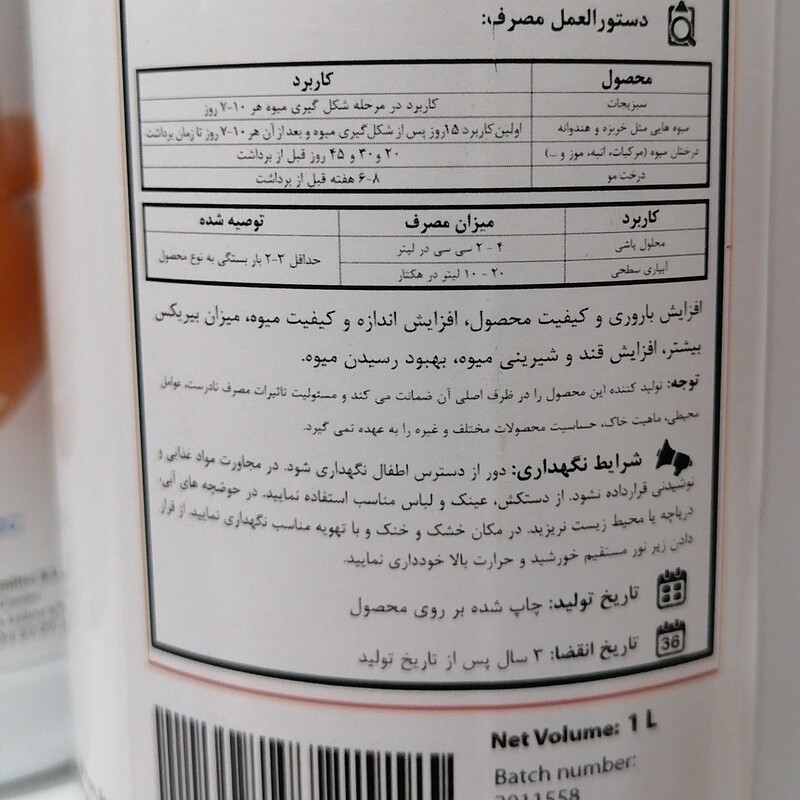 دستورالعمل مصرف:
محصول کاربرد
سبزیجات کاربرد در مرحله شکل گیری میوه هر ۱۰-۷ روز
میوه هایی مثل خربزه و هندوانه اولین کاربرد ۱۵روز پس از شکل‌گیری میوه و بعد از آن هر ۱۰-۷ روز تا زمان برداشت
درختان میوه (مرکبات، انبه، موز و ...) ۲۰ و ۳۰ و ۴۵ روز قبل از برداشت
درخت مو ۸-۶ هفته قبل از برداشت
کاربرد میزان مصرف توصیه شده
محلول پاشی ۴ - ۲ سی سی در لیتر حداقل ۳-۲ بار بستگی به نوع محصول
آبیاری سطحی ۲۰ - ۱۰ لیتر در هکتار
افزایش باروری و کیفیت محصول، افزایش اندازه و کیفیت میوه، میزان بیریکس
بیشتر، افزایش قند و شیرینی میوه، بهبود رسیدن میوه.
توجه: تولید کننده این محصول را در ظرف اصلی آن ضمانت می کند و مسئولیت تاثیرات مصرف نادرست، عوامل
محیطی، ماهیت خاک، حساسیت محصولات مختلف و غیره را به عهده نمی گیرد.
شرایط نگهداری: دور از دسترس اطفال نگهداری شود. در مجاورت مواد غذایی و
نوشیدنی قرارداده نشود. از دستکش، عینک و لباس مناسب استفاده نمایید. در حوضچه های آبی،
دریاچه یا محیط زیست نریزید. در مکان خشک و خنک و با تهویه مناسب نگهداری نمایید. از قرار
دادن زیر نور مستقیم خورشید و حرارت بالا خودداری نمایید.
تاریخ تولید: چاپ شده بر روی محصول
36 تاریخ انقضا: ۳ سال پس از تاریخ تولید
Net Volume: 1 L
Batch number:
2011558